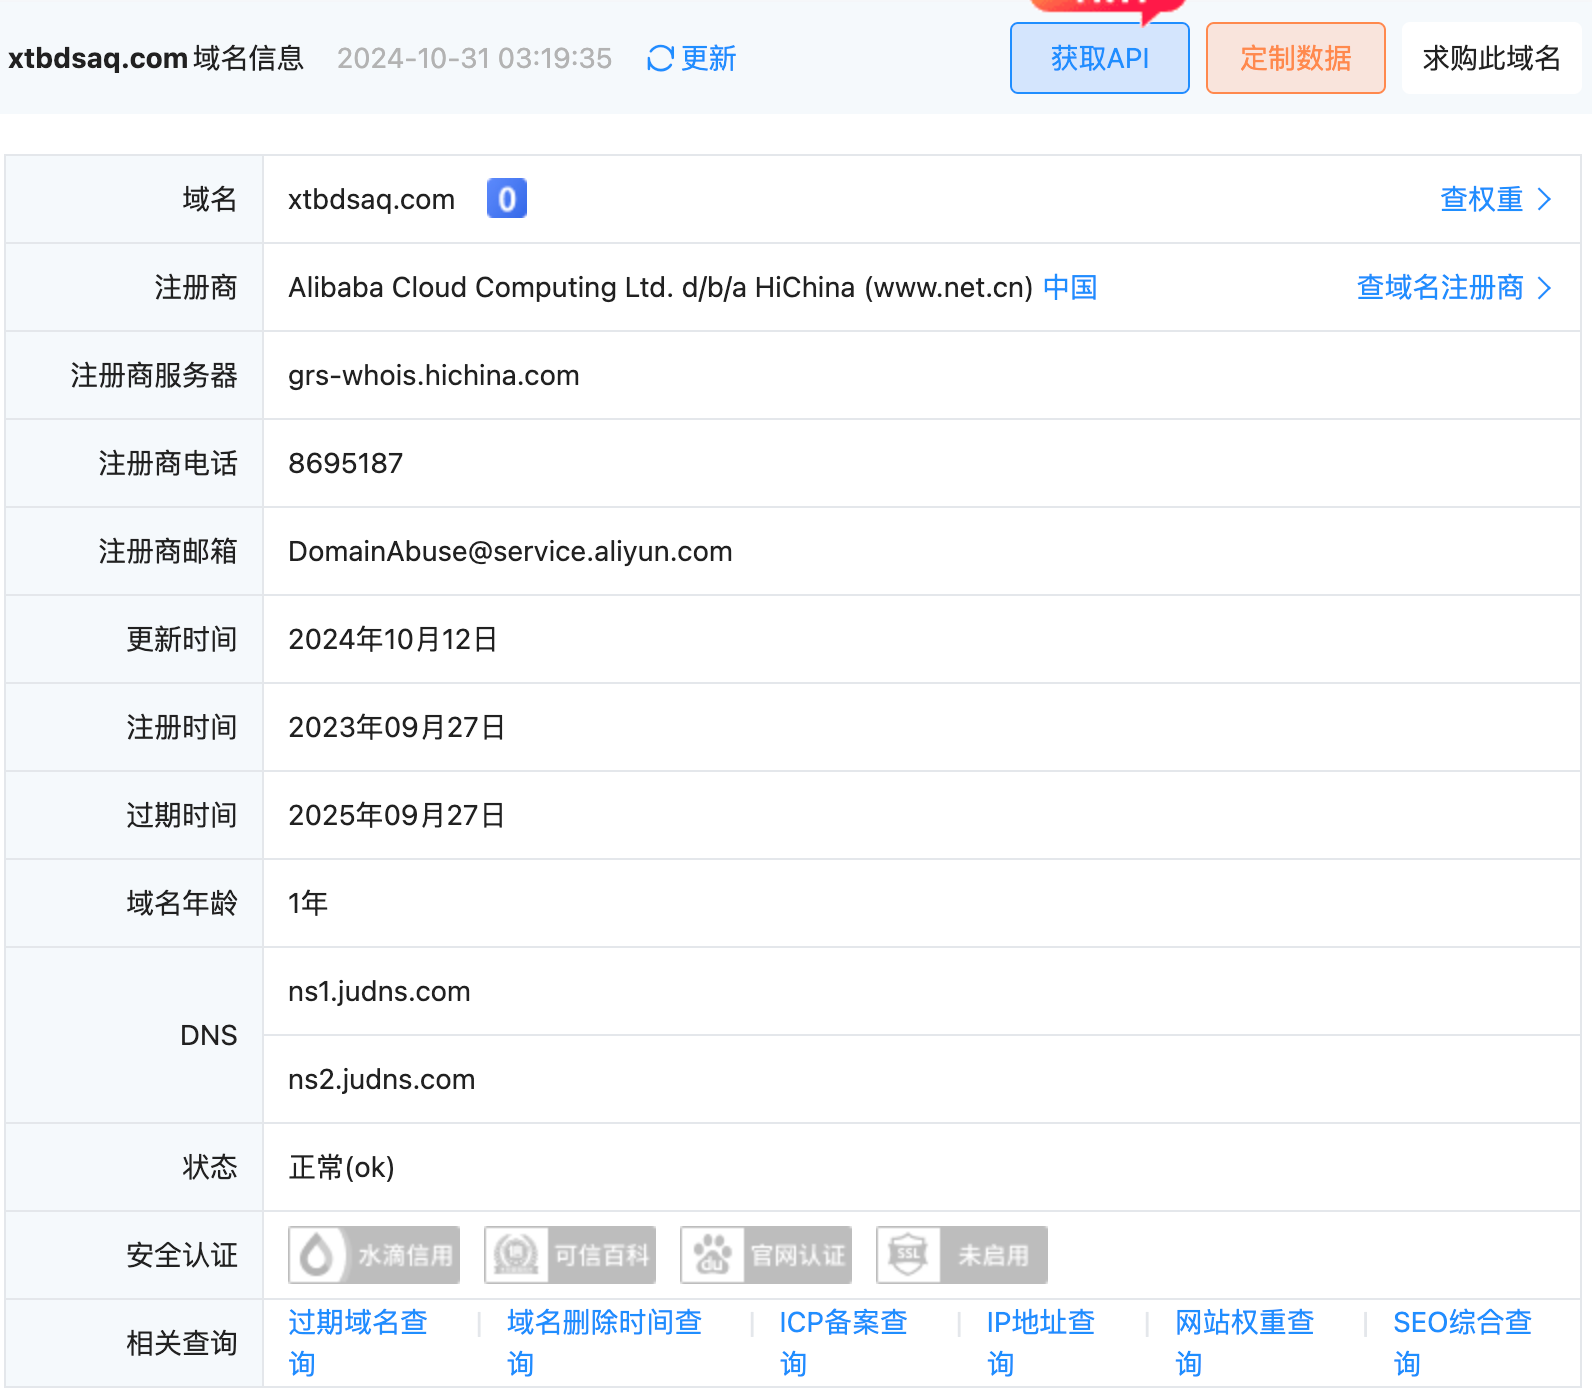 xtbdsaq.com 域名信息 2024-10-31 03:19:35 更新 获取API 定制数据 求购此域名
域名 xtbdsaq.com 0 查权重
注册商 Alibaba Cloud Computing Ltd. d/b/a HiChina (www.net.cn) 中国 查域名注册商
注册商服务器 grs-whois.hichina.com
注册商电话 8695187
注册商邮箱 DomainAbuse@service.aliyun.com
更新时间 2024年10月12日
注册时间 2023年09月27日
过期时间 2025年09月27日
域名年龄 1年
DNS
ns1.judns.com
ns2.judns.com
状态 正常(ok)
安全认证 水滴信用 信 可信百科 du 官网认证 SSL 未启用
相关查询
过期域名查询 | 域名删除时间查询 | ICP备案查询 | IP地址查询 | 网站权重查询 | SEO综合查询